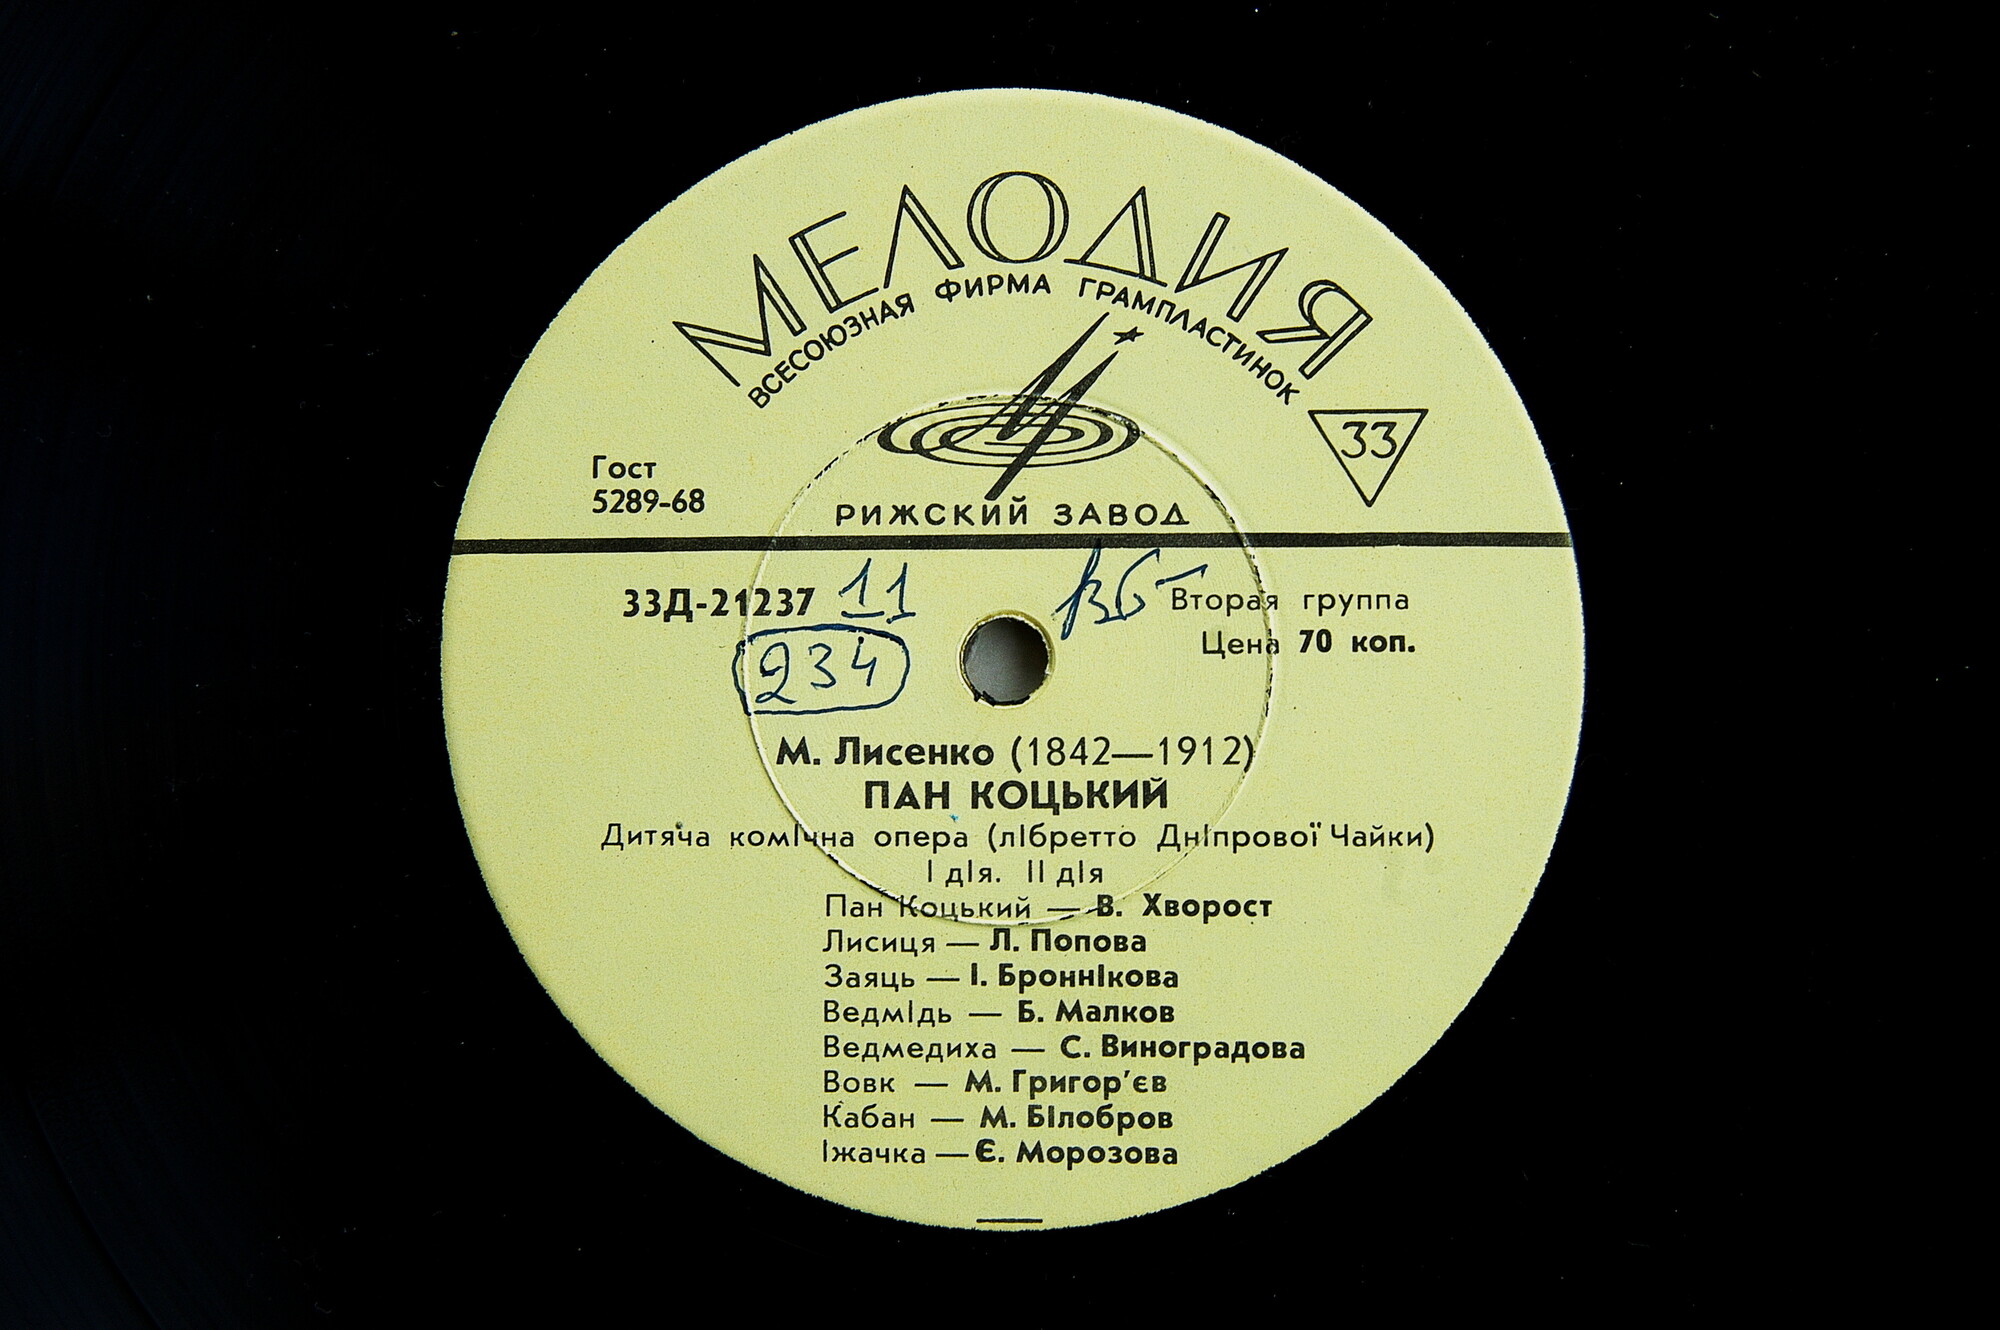 МЕЛОДИЯ
ВСЕСОЮЗНАЯ ФИРМА ГРАМПЛАСТИНОК
33
Гост
5289-68
РИЖСКИЙ ЗАВОД
33Д-21237 11
Вторая группа
Цена 70 коп.
234
М. Лисенко (1842—1912)
ПАН КОЦЬКИЙ
Дитяча комічна опера (лібретто Дніпрової Чайки)
I дія. II дія
Пан Коцький — В. Хворост
Лисиця — Л. Попова
Заяць — І. Броннікова
Ведмідь — Б. Малков
Ведмедиха — С. Виноградова
Вовк — М. Григор'єв
Кабан — М. Білобров
Їжачка — Є. Морозова